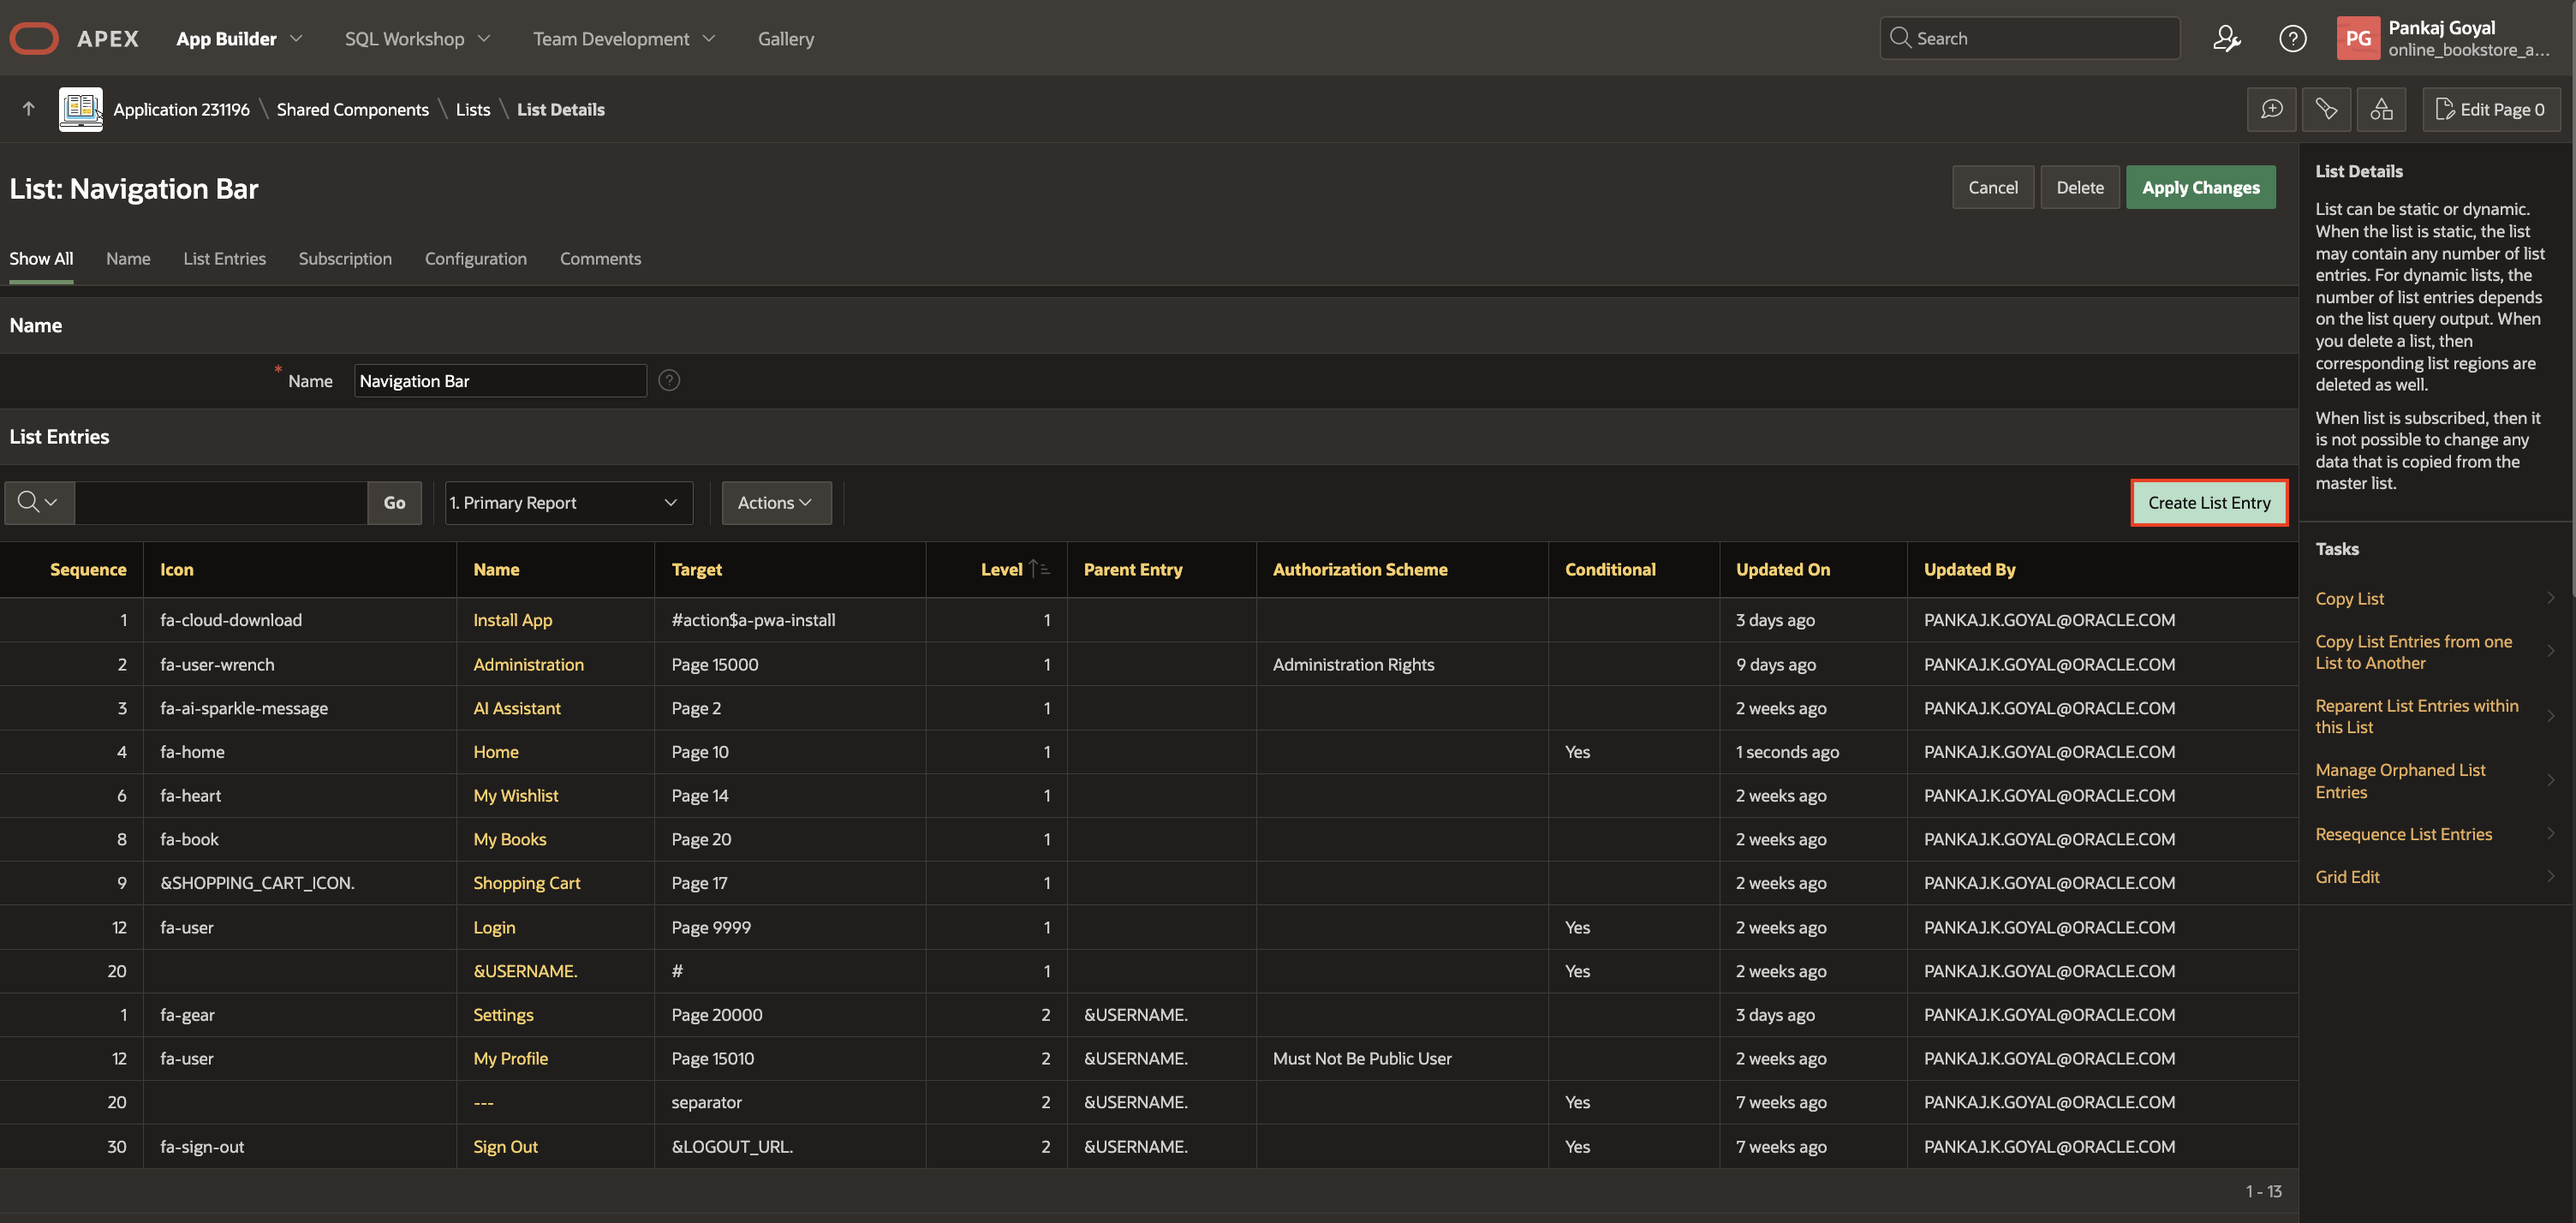 APEX App Builder SQL Workshop Team Development Gallery Search PG Pankaj Goyal
online_bookstore_a...
Application 231196 \ Shared Components \ Lists \ List Details Edit Page 0
List: Navigation Bar Cancel Delete Apply Changes
Show All Name List Entries Subscription Configuration Comments
Name
* Name Navigation Bar ?
List Entries
Go 1. Primary Report Actions Create List Entry
Sequence Icon Name Target Level Parent Entry Authorization Scheme Conditional Updated On Updated By
1 fa-cloud-download Install App #action$a-pwa-install 1 3 days ago PANKAJ.K.GOYAL@ORACLE.COM
2 fa-user-wrench Administration Page 15000 1 Administration Rights 9 days ago PANKAJ.K.GOYAL@ORACLE.COM
3 fa-ai-sparkle-message AI Assistant Page 2 1 2 weeks ago PANKAJ.K.GOYAL@ORACLE.COM
4 fa-home Home Page 10 1 Yes 1 seconds ago PANKAJ.K.GOYAL@ORACLE.COM
6 fa-heart My Wishlist Page 14 1 2 weeks ago PANKAJ.K.GOYAL@ORACLE.COM
8 fa-book My Books Page 20 1 2 weeks ago PANKAJ.K.GOYAL@ORACLE.COM
9 &SHOPPING_CART_ICON. Shopping Cart Page 17 1 2 weeks ago PANKAJ.K.GOYAL@ORACLE.COM
12 fa-user Login Page 9999 1 Yes 2 weeks ago PANKAJ.K.GOYAL@ORACLE.COM
20 &USERNAME. # 1 Yes 2 weeks ago PANKAJ.K.GOYAL@ORACLE.COM
1 fa-gear Settings Page 20000 2 &USERNAME. 3 days ago PANKAJ.K.GOYAL@ORACLE.COM
12 fa-user My Profile Page 15010 2 &USERNAME. Must Not Be Public User 2 weeks ago PANKAJ.K.GOYAL@ORACLE.COM
20 --- separator 2 &USERNAME. Yes 7 weeks ago PANKAJ.K.GOYAL@ORACLE.COM
30 fa-sign-out Sign Out &LOGOUT_URL. 2 &USERNAME. Yes 7 weeks ago PANKAJ.K.GOYAL@ORACLE.COM
1 - 13
List Details
List can be static or dynamic.
When the list is static, the list
may contain any number of list
entries. For dynamic lists, the
number of list entries depends
on the list query output. When
you delete a list, then
corresponding list regions are
deleted as well.
When list is subscribed, then it
is not possible to change any
data that is copied from the
master list.
Tasks
Copy List
Copy List Entries from one
List to Another
Reparent List Entries within
this List
Manage Orphaned List
Entries
Resequence List Entries
Grid Edit